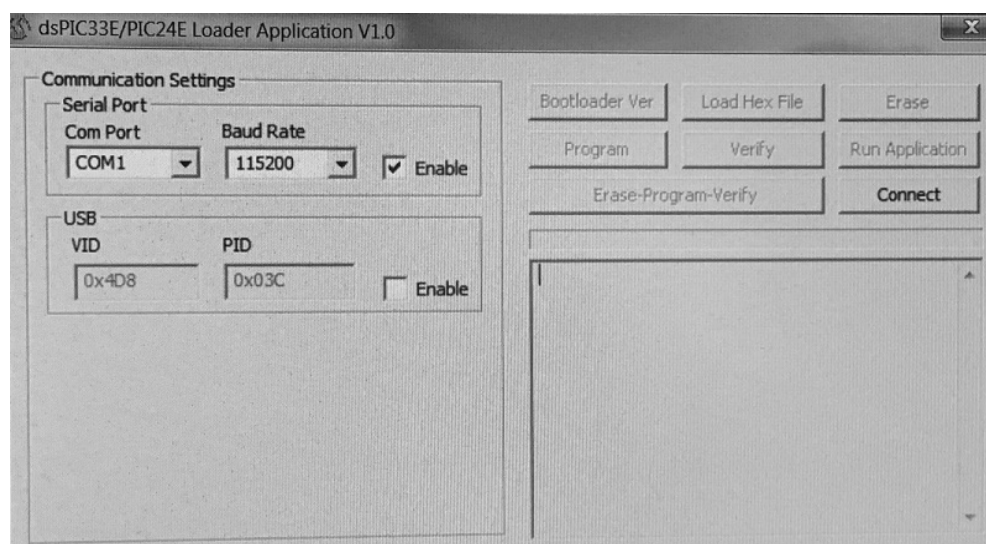 dsPIC33E/PIC24E Loader Application V1.0
X
Communication Settings
Serial Port
Com Port
Baud Rate
COM1
115200
Enable
USB
VID
PID
0x4D8
0x03C
Enable
Bootloader Ver
Load Hex File
Erase
Program
Verify
Run Application
Erase-Program-Verify
Connect